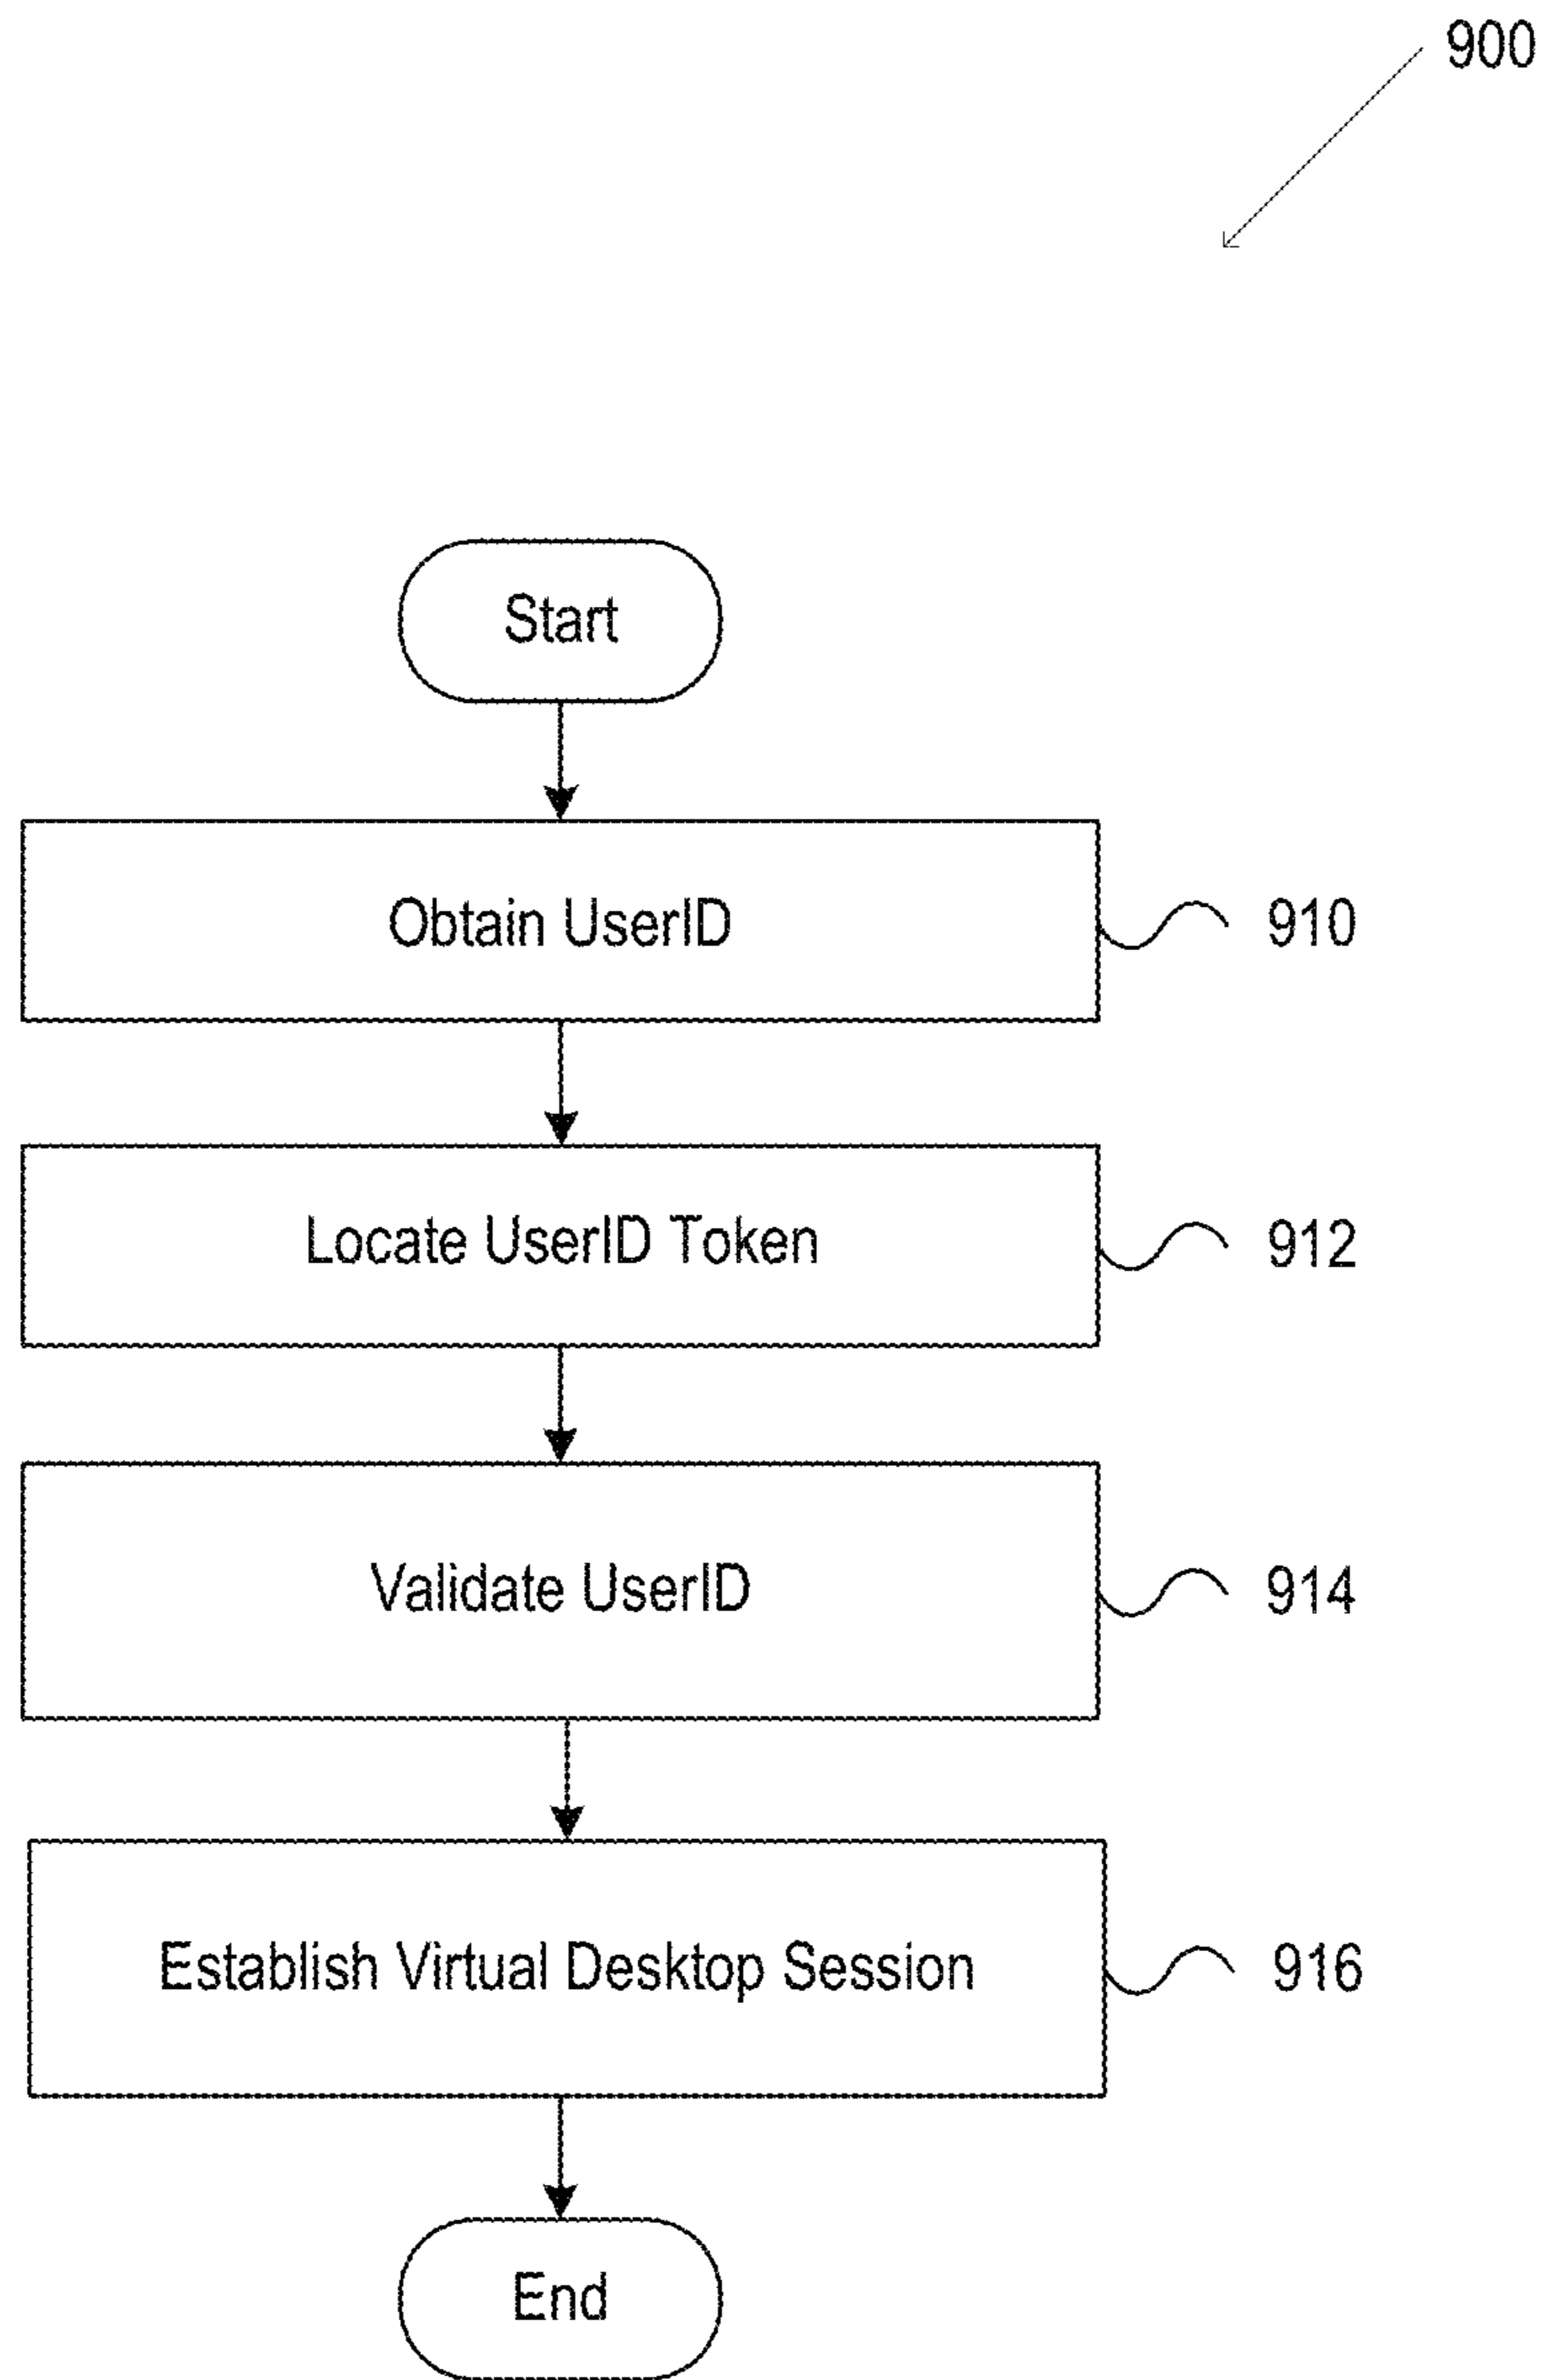 900
Start
Obtain UserID
910
Locate UserID Token
912
Validate UserID
914
Establish Virtual Desktop Session
916
End